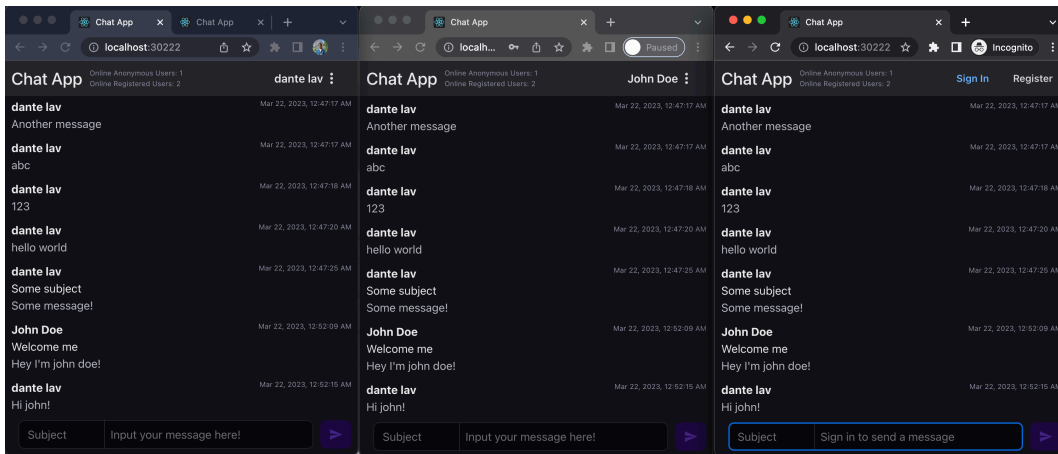 Chat App
Chat App
localhost:30222
Chat App
Online Anonymous Users: 1
Online Registered Users: 2
dante lav
dante lav
Mar 22, 2023, 12:47:17 AM
Another message
dante lav
Mar 22, 2023, 12:47:17 AM
abc
dante lav
Mar 22, 2023, 12:47:18 AM
123
dante lav
Mar 22, 2023, 12:47:20 AM
hello world
dante lav
Mar 22, 2023, 12:47:25 AM
Some subject
Some message!
John Doe
Mar 22, 2023, 12:52:09 AM
Welcome me
Hey I'm john doe!
dante lav
Mar 22, 2023, 12:52:15 AM
Hi john!
Subject
Input your message here!
Chat App
localh...
Paused
Chat App
Online Anonymous Users: 1
Online Registered Users: 2
John Doe
dante lav
Mar 22, 2023, 12:47:17 AM
Another message
dante lav
Mar 22, 2023, 12:47:17 AM
abc
dante lav
Mar 22, 2023, 12:47:18 AM
123
dante lav
Mar 22, 2023, 12:47:20 AM
hello world
dante lav
Mar 22, 2023, 12:47:25 AM
Some subject
Some message!
John Doe
Mar 22, 2023, 12:52:09 AM
Welcome me
Hey I'm john doe!
dante lav
Mar 22, 2023, 12:52:15 AM
Hi john!
Subject
Input your message here!
Chat App
localhost:30222
Incognito
Chat App
Online Anonymous Users: 1
Online Registered Users: 2
Sign In
Register
dante lav
Mar 22, 2023, 12:47:17 AM
Another message
dante lav
Mar 22, 2023, 12:47:17 AM
abc
dante lav
Mar 22, 2023, 12:47:18 AM
123
dante lav
Mar 22, 2023, 12:47:20 AM
hello world
dante lav
Mar 22, 2023, 12:47:25 AM
Some subject
Some message!
John Doe
Mar 22, 2023, 12:52:09 AM
Welcome me
Hey I'm john doe!
dante lav
Mar 22, 2023, 12:52:15 AM
Hi john!
Subject
Sign in to send a message